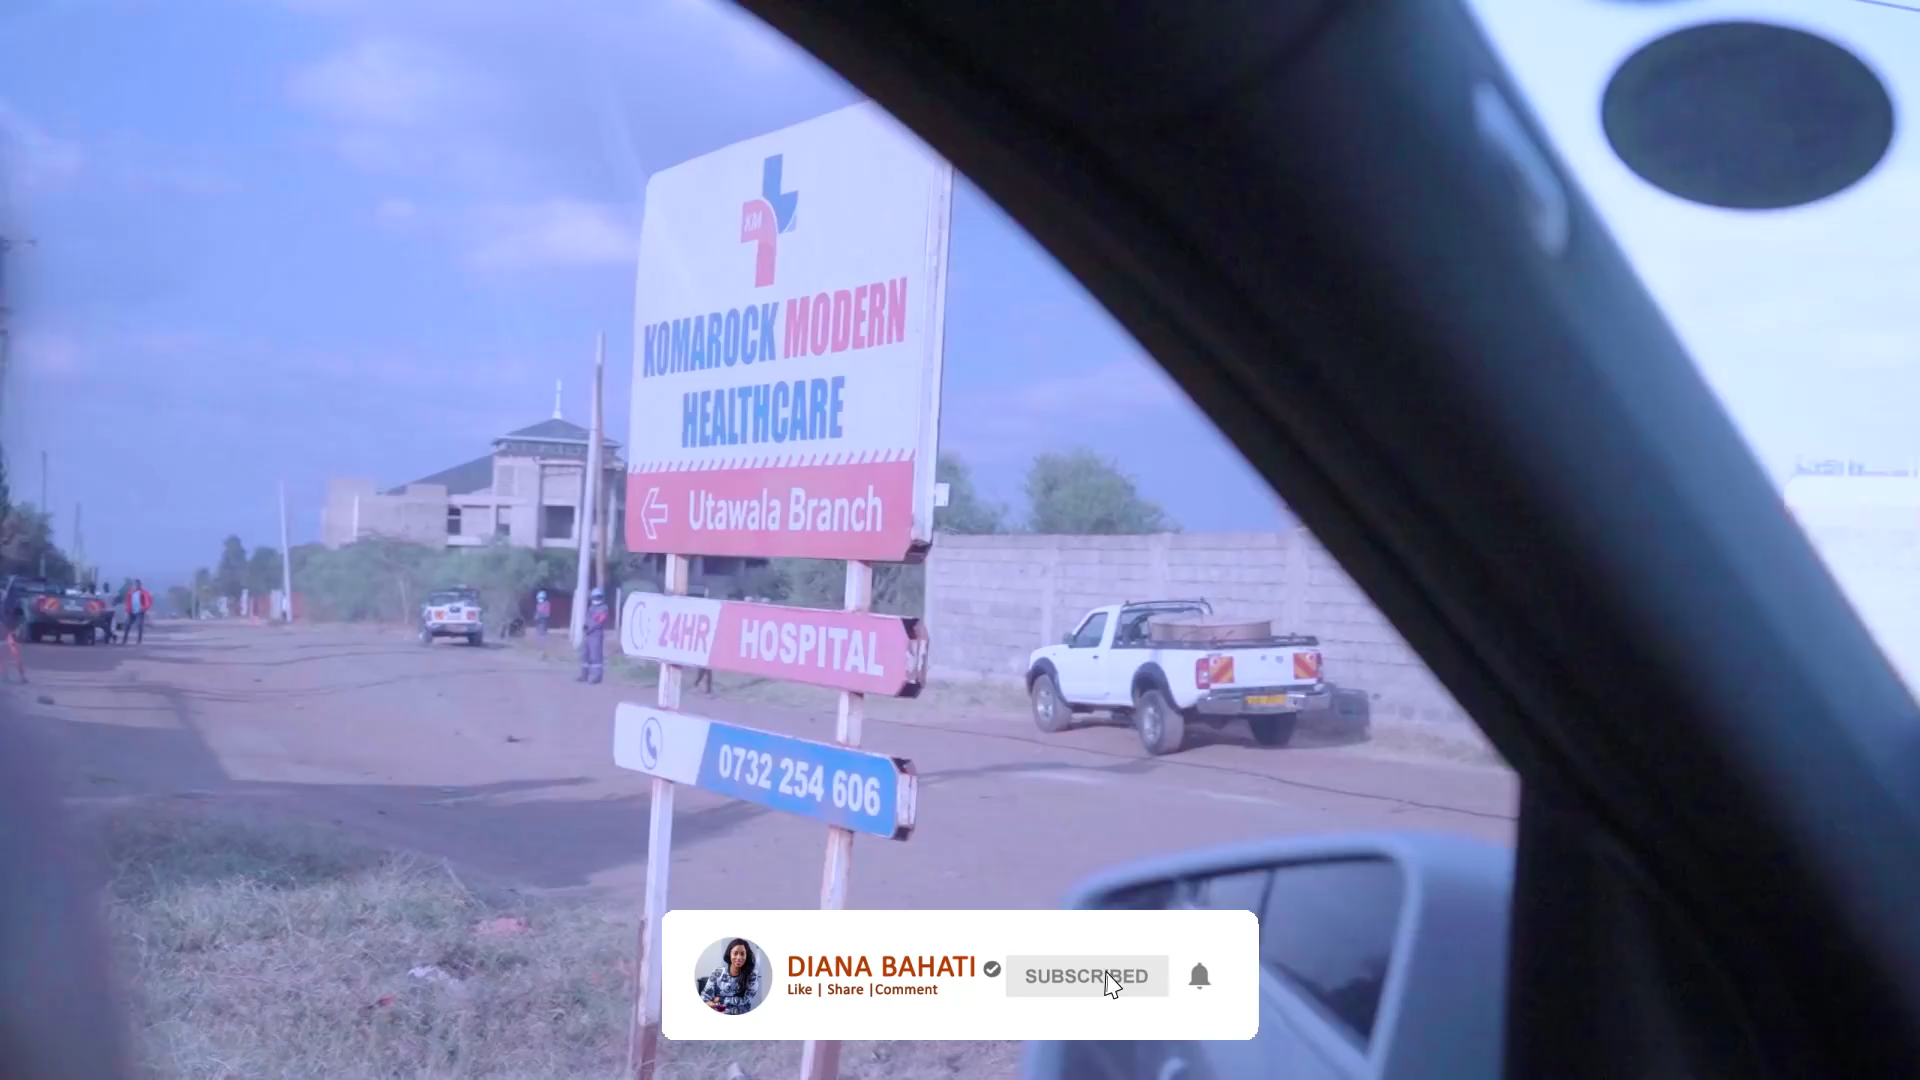 KM
KOMAROCK MODERN
HEALTHCARE
Utawala Branch
24HR HOSPITAL
0732 254 606
DIANA BAHATI
Like | Share |Comment
SUBSCRIBED